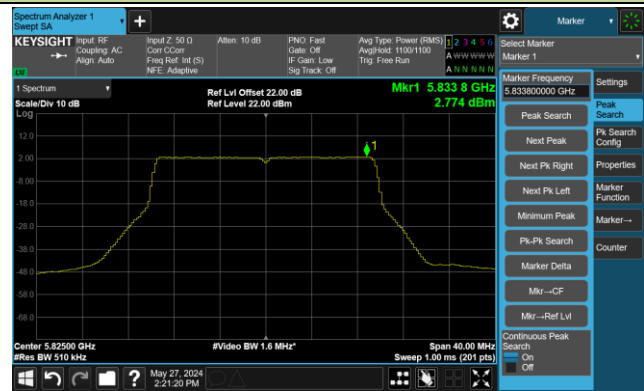 Spectrum Analyzer 1
Swept SA
Marker
KEYSIGHT
Input: RF
Coupling: AC
Align: Auto
Input Z: 50 Ω
Corr CCorr
Freq Ref: Int (S)
NFE: Adaptive
Atten: 10 dB
PNO: Fast
Gate: Off
IF Gain: Low
Sig Track: Off
Avg Type: Power (RMS)
Avg|Hold: 1100/1100
Trig: Free Run
1 2 3 4 5 6
A W W W W W
A N N N N N
Select Marker
Marker 1
1 Spectrum
Scale/Div 10 dB
Log
Ref Lvl Offset 22.00 dB
Ref Level 22.00 dBm
Mkr1 5.833 8 GHz
2.774 dBm
12.0
2.00
-8.00
-18.0
-28.0
-38.0
-48.0
-58.0
-68.0
1
Center 5.82500 GHz
#Res BW 510 kHz
#Video BW 1.6 MHz*
Span 40.00 MHz
Sweep 1.00 ms (201 pts)
Marker Frequency
5.833800000 GHz
Peak Search
Next Peak
Next Pk Right
Next Pk Left
Minimum Peak
Pk-Pk Search
Marker Delta
Mkr→CF
Mkr→Ref Lvl
Continuous Peak
Search
On
Off
Settings
Peak
Search
Pk Search
Config
Properties
Marker
Function
Marker→
Counter
May 27, 2024
2:21:20 PM